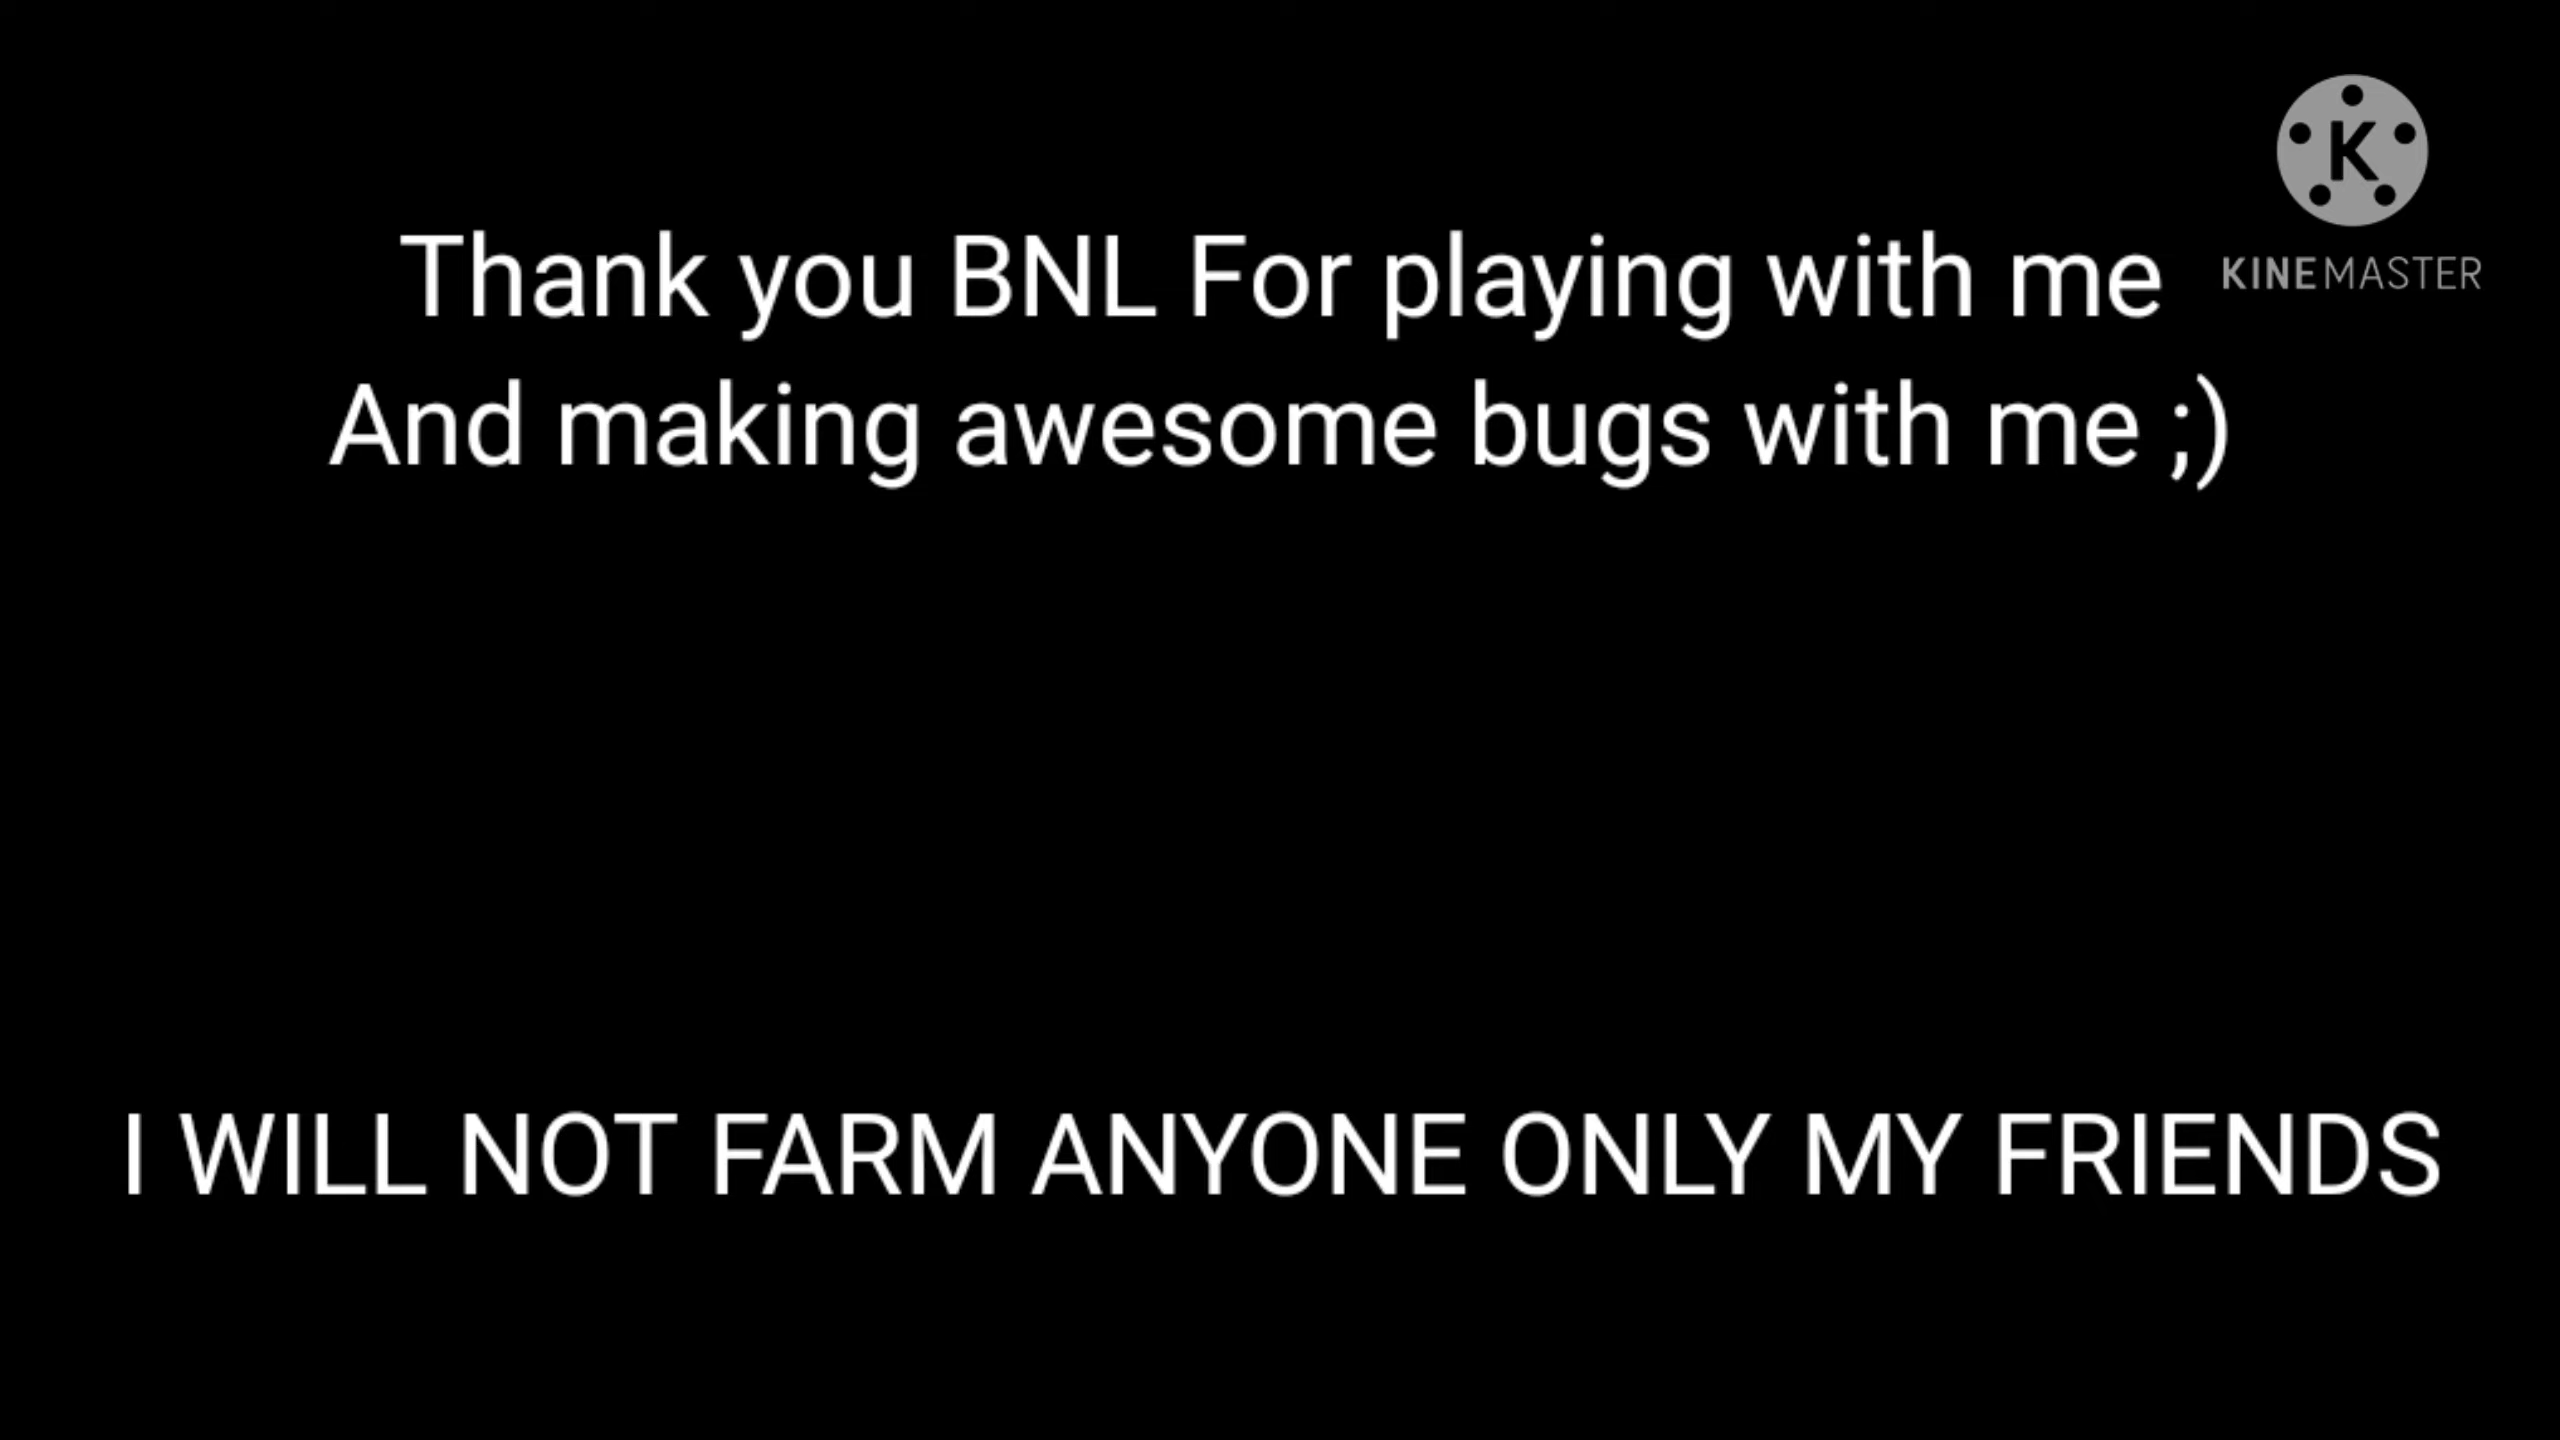 K
KINEMASTER
Thank you BNL For playing with me
And making awesome bugs with me ;)
I WILL NOT FARM ANYONE ONLY MY FRIENDS